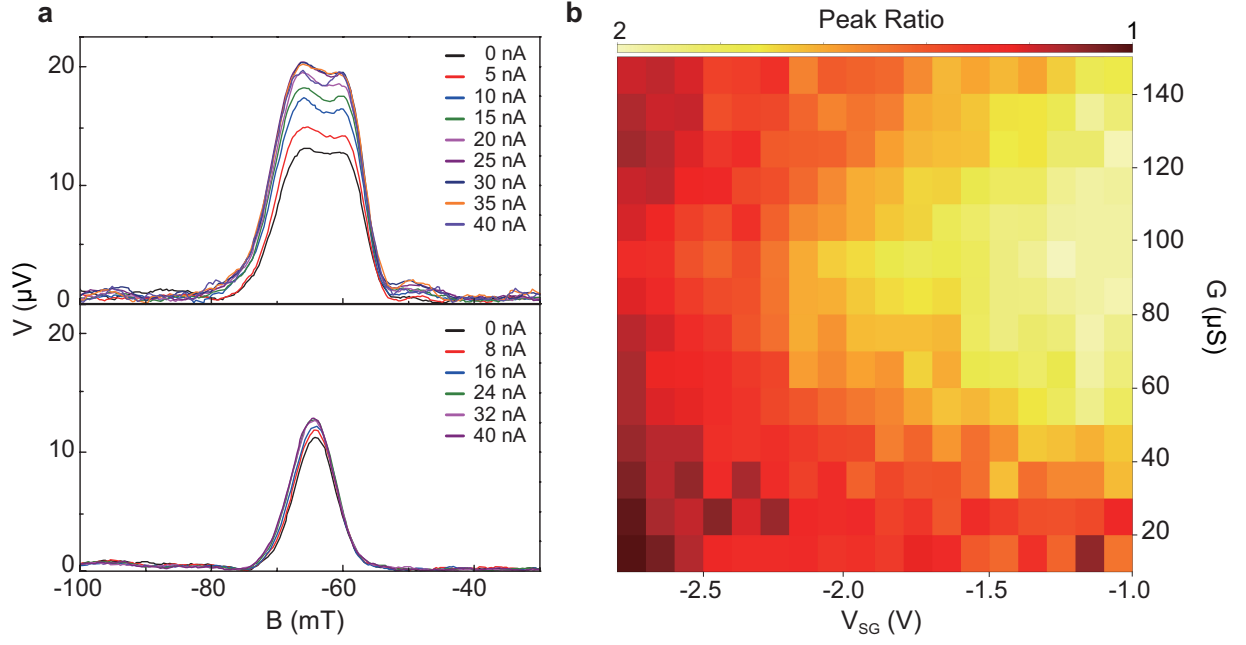 a
20
10
0
20
10
0
V (µV)
0 nA
5 nA
10 nA
15 nA
20 nA
25 nA
30 nA
35 nA
40 nA
0 nA
8 nA
16 nA
24 nA
32 nA
40 nA
-100
-80
-60
-40
B (mT)
b
Peak Ratio
2
1
140
120
100
80
60
40
20
G (µS)
-2.5
-2.0
-1.5
-1.0
VSG (V)